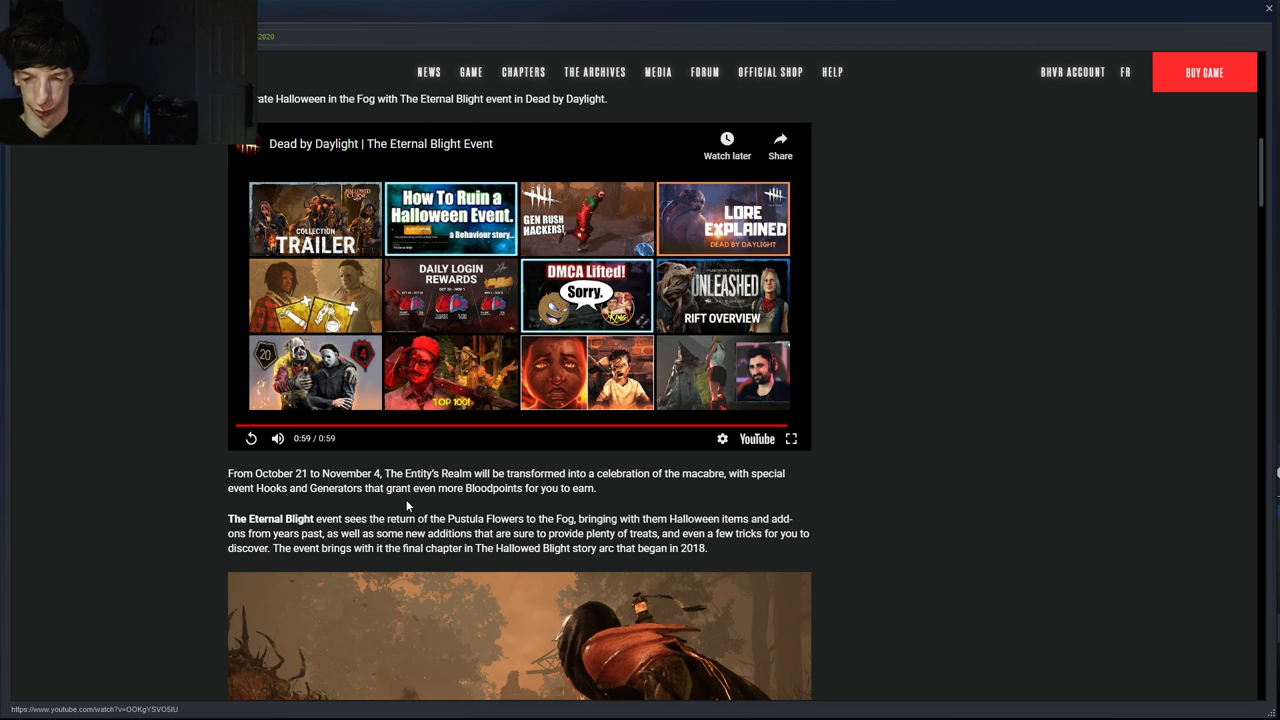 2020
NEWS GAME CHAPTERS THE ARCHIVES MEDIA FORUM OFFICIAL SHOP HELP BHVR ACCOUNT FR BUY GAME
rate Halloween in the Fog with The Eternal Blight event in Dead by Daylight.
Dead by Daylight | The Eternal Blight Event
Watch later Share
HALLOWED CURSE
COLLECTION
TRAILER
How To Ruin a
Halloween Event.
a Behaviour story...
GEN RUSH
HACKERS!
LORE
EXPLAINED
DEAD BY DAYLIGHT
DAILY LOGIN
REWARDS
DMCA Lifted!
Sorry.
KING
UNLEASHED
RIFT OVERVIEW
20 4
TOP 100!
0:59 / 0:59 YouTube
From October 21 to November 4, The Entity's Realm will be transformed into a celebration of the macabre, with special
event Hooks and Generators that grant even more Bloodpoints for you to earn.
The Eternal Blight event sees the return of the Pustula Flowers to the Fog, bringing with them Halloween items and add-
ons from years past, as well as some new additions that are sure to provide plenty of treats, and even a few tricks for you to
discover. The event brings with it the final chapter in The Hallowed Blight story arc that began in 2018.
https://www.youtube.com/watch?v=OOKgYSVO5IU